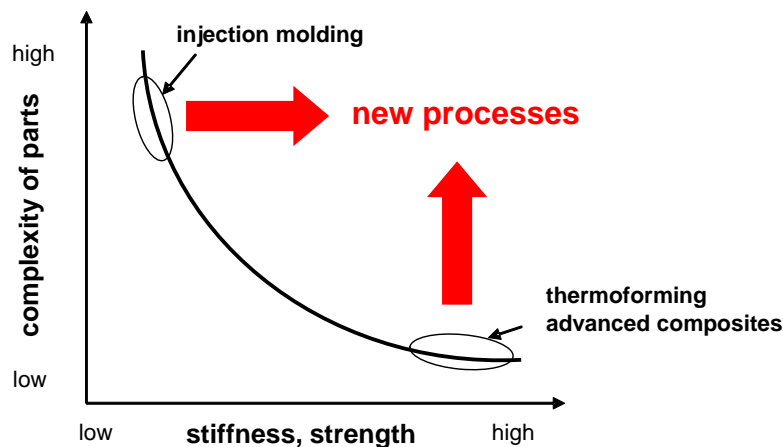 injection molding
high
new processes
complexity of parts
thermoforming
advanced composites
low
low
stiffness, strength
high